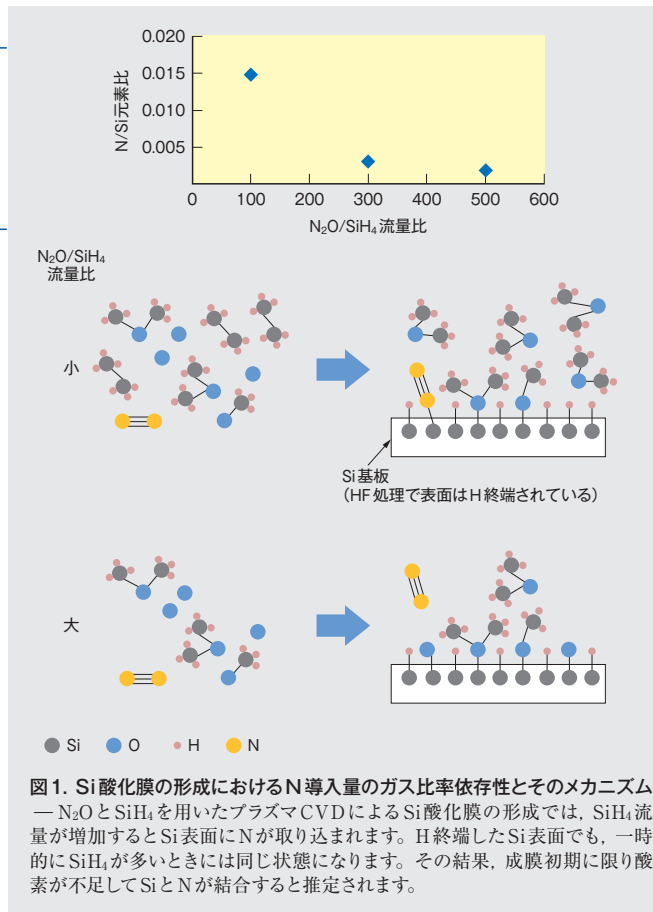 0.020
0.015
0.010
0.005
N/Si元素比
0 100 200 300 400 500 600
N₂O/SiH₄流量比
N₂O/SiH₄
流量比
小
Si基板
(HF処理で表面はH終端されている)
大
Si O H N
図1. Si酸化膜の形成におけるN導入量のガス比率依存性とそのメカニズム
― N₂OとSiH₄を用いたプラズマCVDによるSi酸化膜の形成では,SiH₄流
量が増加するとSi表面にNが取り込まれます。H終端したSi表面でも,一時
的にSiH₄が多いときには同じ状態になります。その結果,成膜初期に限り酸
素が不足してSiとNが結合すると推定されます。